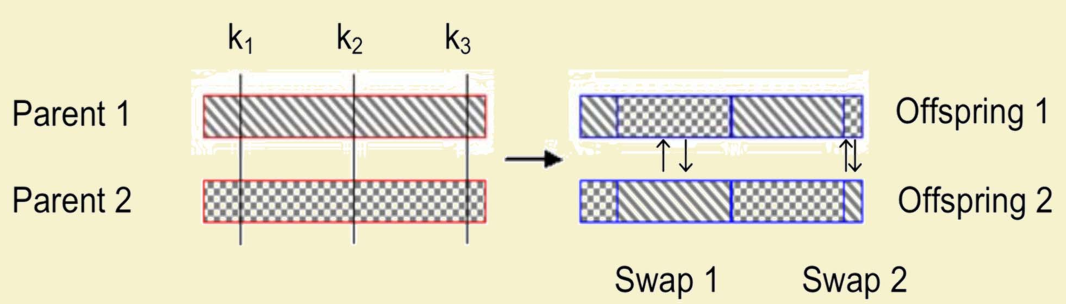 k₁ k₂ k₃
Parent 1
Offspring 1
Parent 2
Offspring 2
Swap 1 Swap 2